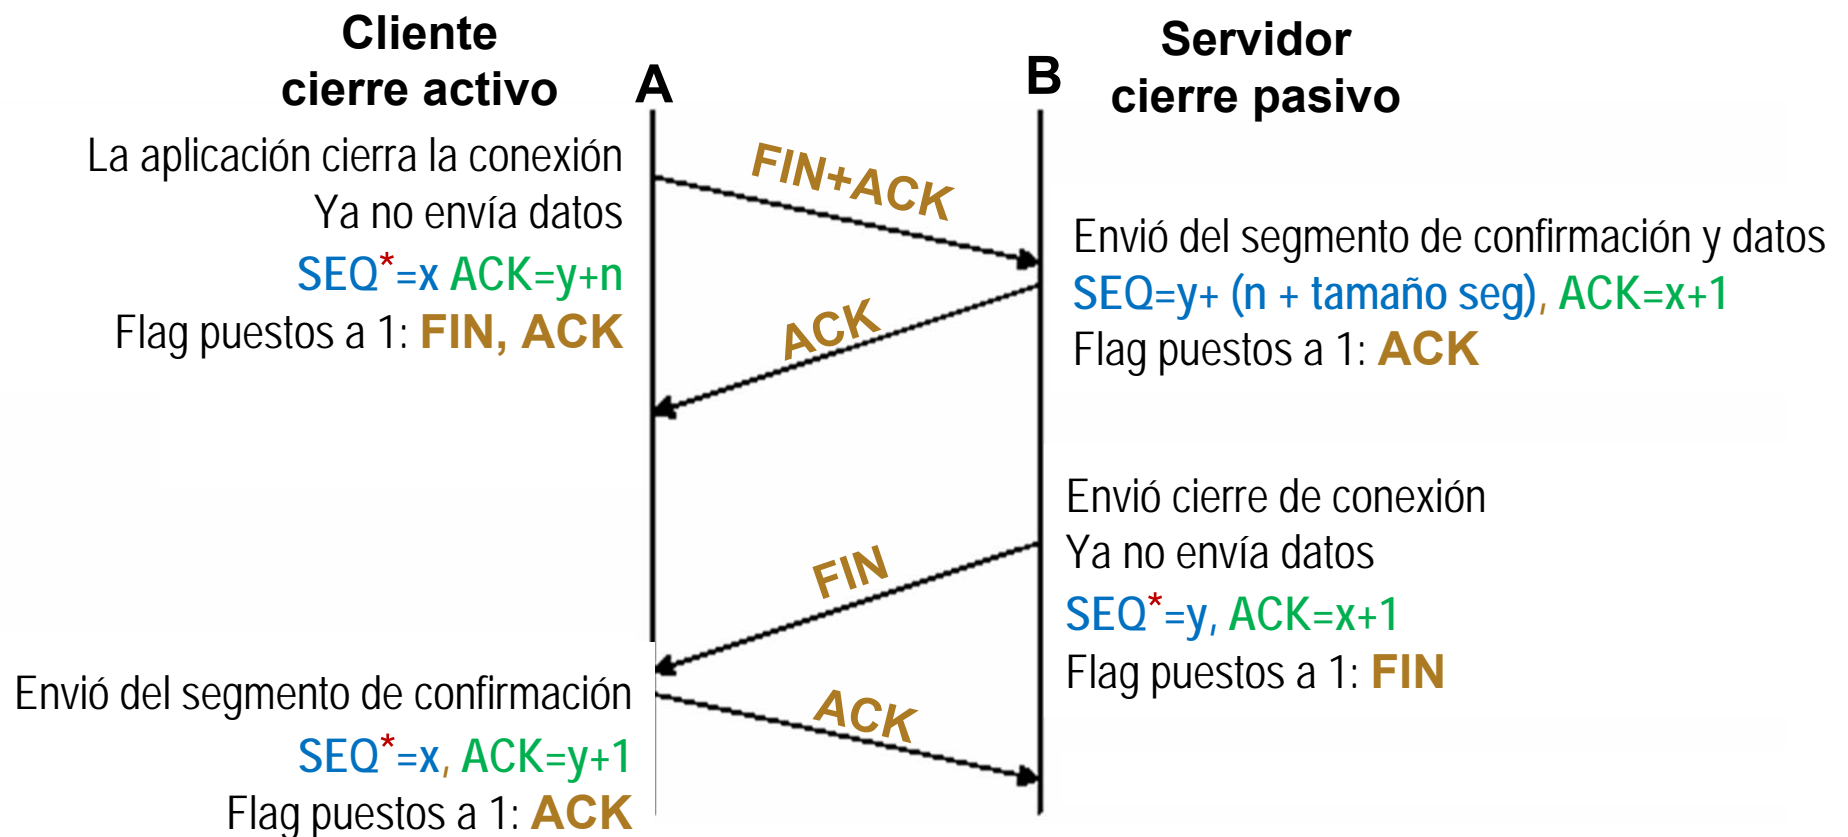 Cliente
cierre activo
A
B
Servidor
cierre pasivo
La aplicación cierra la conexión
Ya no envía datos
SEQ*=x ACK=y+n
Flag puestos a 1: FIN, ACK
FIN+ACK
Envió del segmento de confirmación y datos
SEQ=y+ (n + tamaño seg), ACK=x+1
Flag puestos a 1: ACK
ACK
Envió cierre de conexión
Ya no envía datos
SEQ*=y, ACK=x+1
Flag puestos a 1: FIN
FIN
Envió del segmento de confirmación
SEQ*=x, ACK=y+1
Flag puestos a 1: ACK
ACK